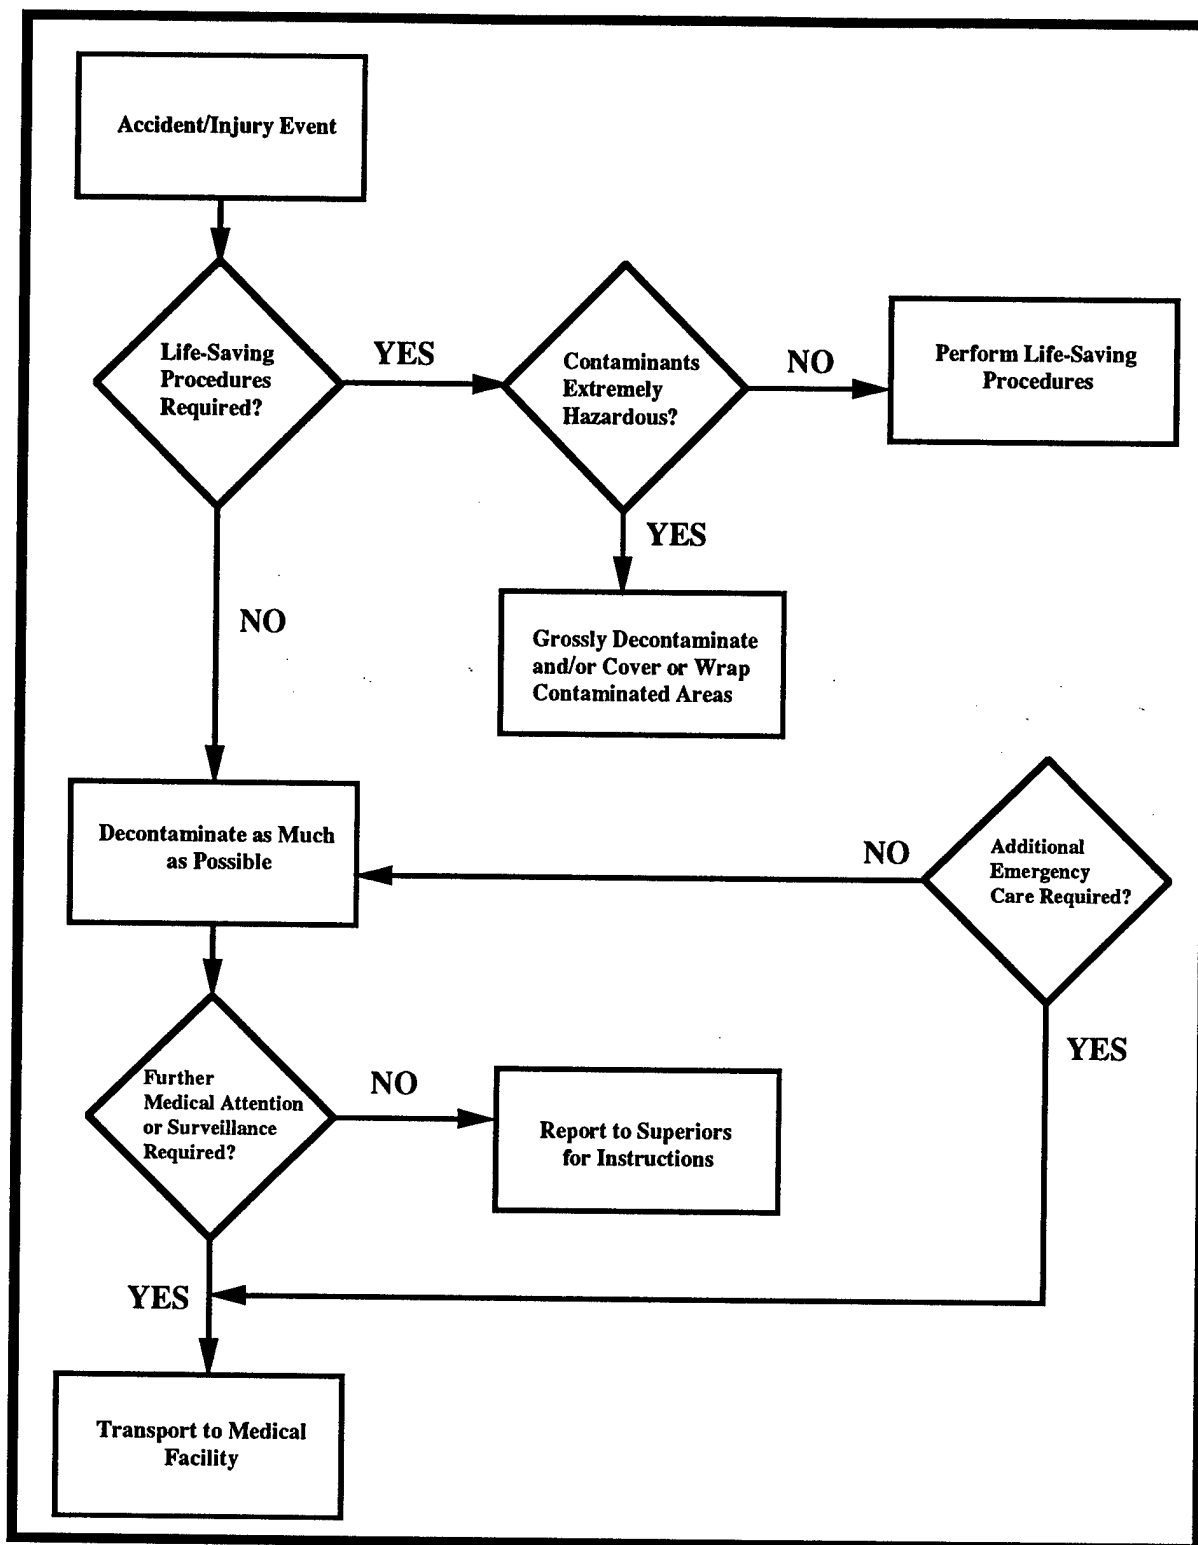 Accident/Injury Event
Life-Saving
Procedures
Required?
YES
Contaminants
Extremely
Hazardous?
NO
Perform Life-Saving
Procedures
YES
NO
Grossly Decontaminate
and/or Cover or Wrap
Contaminated Areas
Decontaminate as Much
as Possible
NO
Additional
Emergency
Care Required?
YES
Further
Medical Attention
or Surveillance
Required?
NO
Report to Superiors
for Instructions
YES
Transport to Medical
Facility